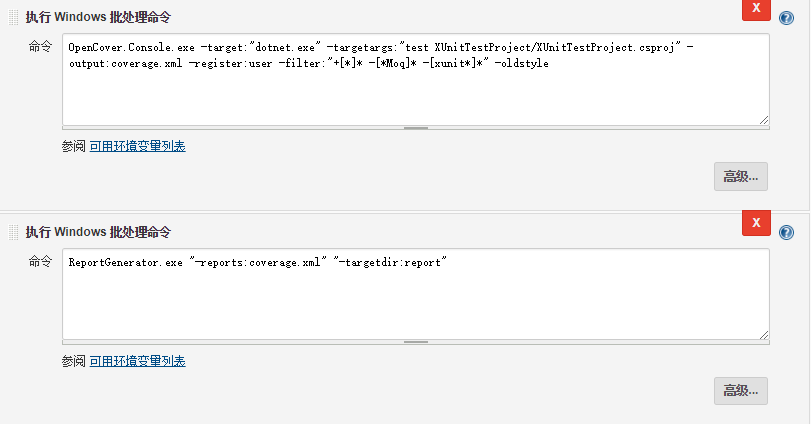 X
执行 Windows 批处理命令
命令
OpenCover.Console.exe -target:"dotnet.exe" -targetargs:"test XUnitTestProject/XUnitTestProject.csproj" -
output:coverage.xml -register:user -filter:"+[*]* -[*Moq]* -[xunit*]*" -oldstyle
参阅 可用环境变量列表
高级...
X
执行 Windows 批处理命令
命令
ReportGenerator.exe "-reports:coverage.xml" "-targetdir:report"
参阅 可用环境变量列表
高级...